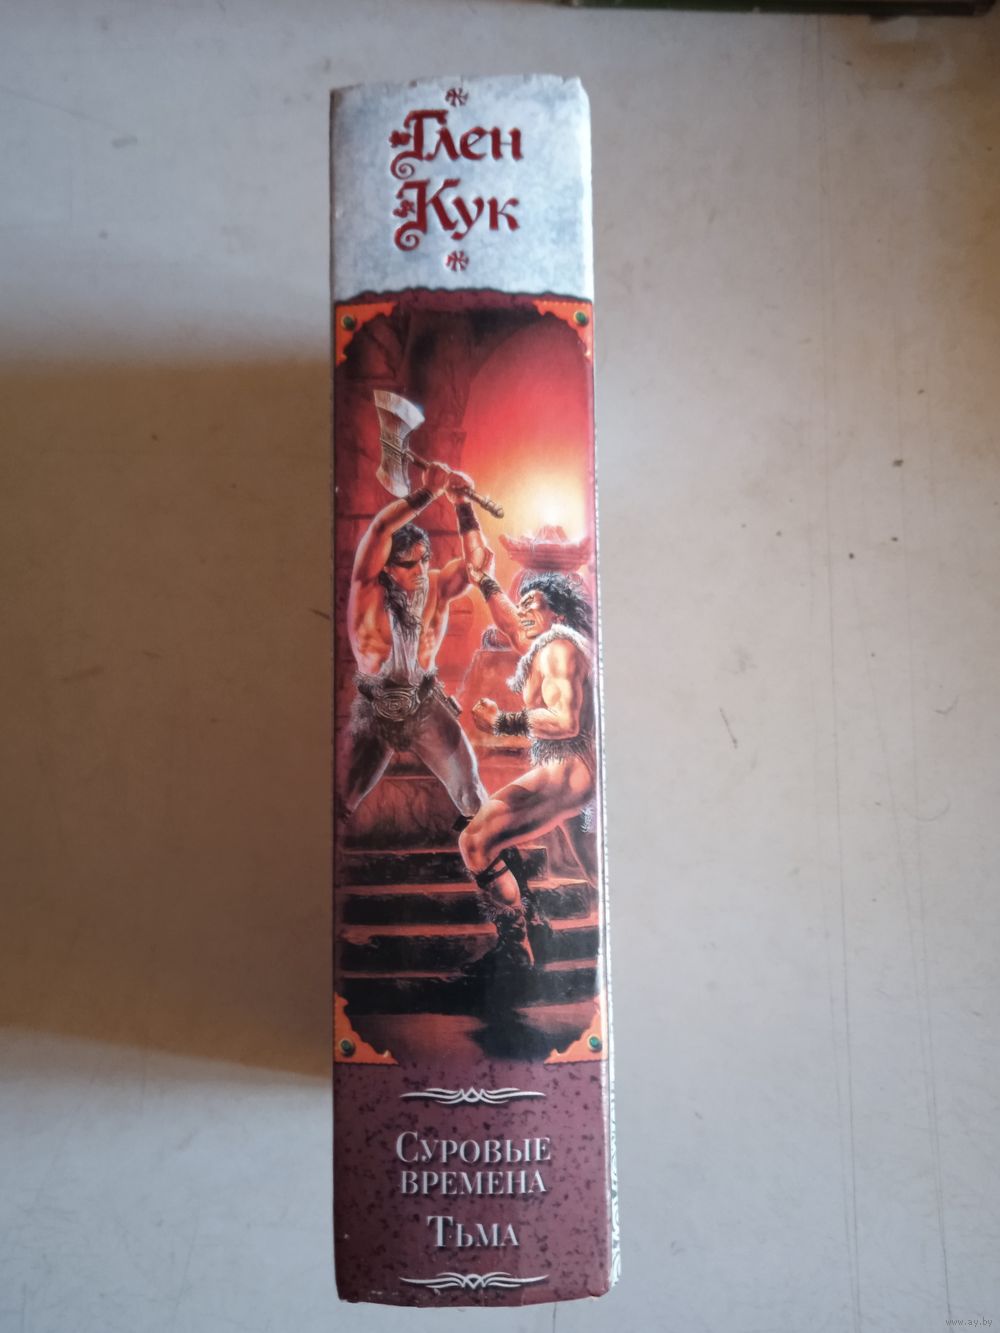 Глен
Кук
Суровые
времена
Тьма
www.ay.by